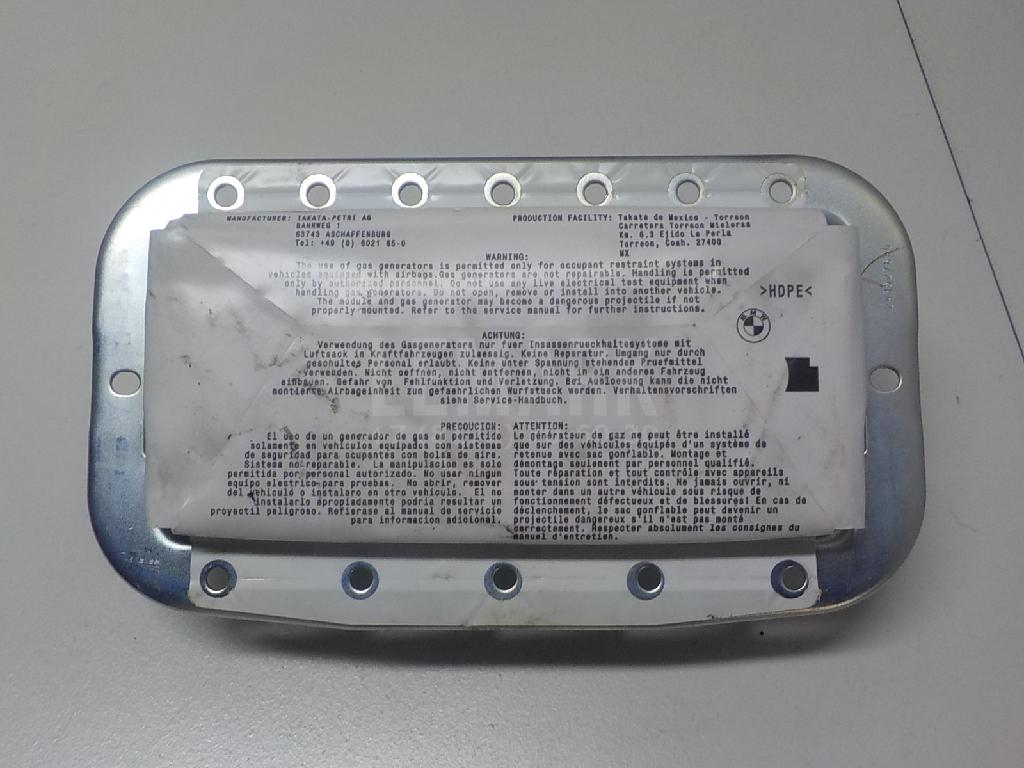 MANUFACTURER: TAKATA-PETRI AG
BAHNWEG 1
63743 ASCHAFFENBURG
Tel: +49 (0) 6021 65-0
PRODUCTION FACILITY: Takata de Mexico - Torreon
Carretera Torreon Mieleras
Km. 6.3 Ejido La Perla
Torreon, Coah. 27400
MX
WARNING:
The use of gas generators is permitted only for occupant restraint systems in
vehicles equipped with airbags.Gas generators are not repairable. Handling is permitted
only by authorized personnel. Do not use any live electrical test equipment when
handling gas generators. Do not open, remove or install into another vehicle.
The module and gas generator may become a dangerous projectile if not
properly mounted. Refer to the service manual for further instructions.
>HDPE<
BMW
ACHTUNG:
Verwendung des Gasgenerators nur fuer Insassenrueckhaltesysteme mit
Luftsack in Kraftfahrzeugen zulaessig. Keine Reparatur. Umgang nur durch
geschultes Personal erlaubt. Keine unter Spannung stehenden Pruefmittel
verwenden. Nicht oeffnen, nicht entfernen, nicht in ein anderes Fahrzeug
einbauen. Gefahr von Fehlfunktion und Verletzung. Bei Ausloesung kann die nicht
montierte Airbageinheit zum gefaehrlichen Wurfstueck werden. Verhaltensvorschriften
siehe Service-Handbuch.
PRECOUCION:
El uso de un generador de gas es permitido
solamente en vehiculos equipados con sistemas
de seguridad para ocupantes con bolsa de aire.
Sistema no reparable. La manipulacion es solo
permitida por personal autorizado. No usar ningun
equipo electrico para pruebas. No abrir, remover
del vehiculo o instalaro en otro vehiculo. El no
instalarlo apropiadamente podria resultar un
proyectil peligroso. Refierase al manual de servicio
para informacion adicional.
ATTENTION:
Le générateur de gaz ne peut être installé
que sur des véhicules équipés d'un système de
retenue avec sac gonflable. Montage et
démontage seulement par personnel qualifié.
Toute réparation et tout contrôle avec appareils
sous tension sont interdits. Ne jamais ouvrir, ni
monter dans un autre véhicule sous risque de
fonctionnement défectueux et de blessures! En cas de
déclenchement, le sac gonflable peut devenir un
projectile dangereux s'il n'est pas monté
correctement. Respecter absolument les consignes du
manuel d'entretien.